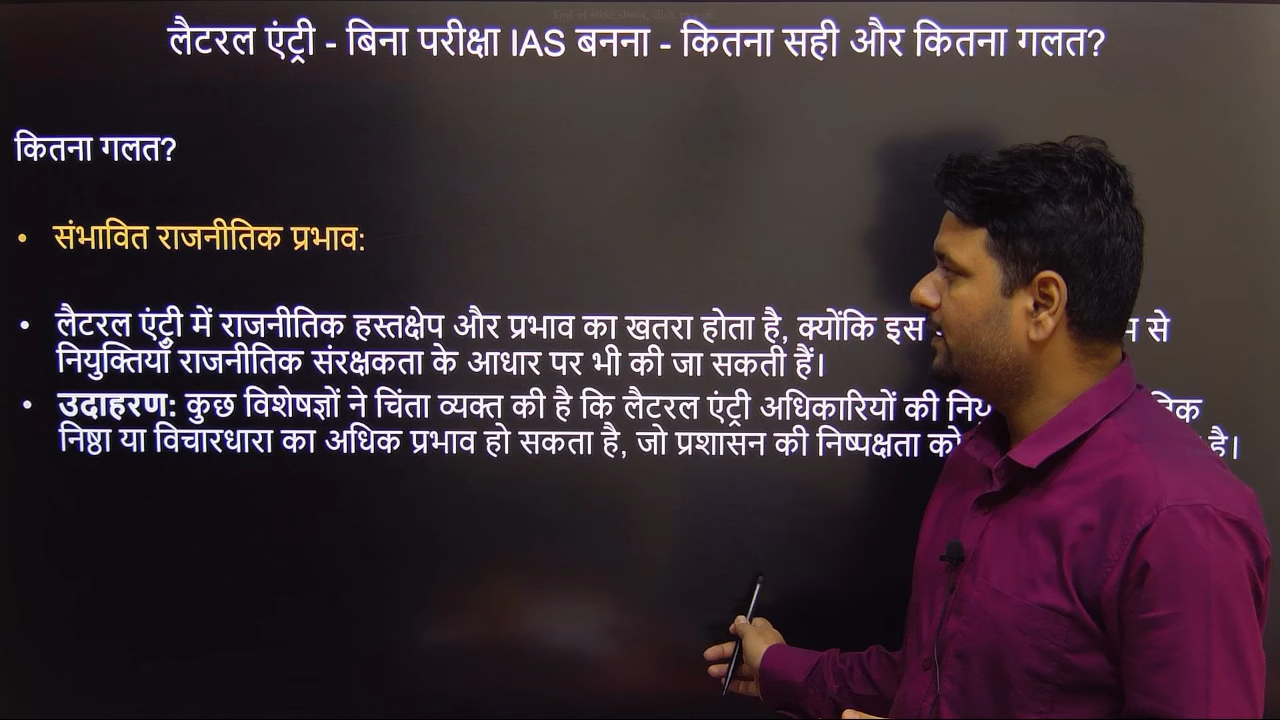 लैटरल एंट्री - बिना परीक्षा IAS बनना - कितना सही और कितना गलत?
कितना गलत?
• संभावित राजनीतिक प्रभाव:
• लैटरल एंट्री में राजनीतिक हस्तक्षेप और प्रभाव का खतरा होता है, क्योंकि इस से
नियुक्तियाँ राजनीतिक संरक्षकता के आधार पर भी की जा सकती हैं।
• उदाहरण: कुछ विशेषज्ञों ने चिंता व्यक्त की है कि लैटरल एंट्री अधिकारियों की
निष्ठा या विचारधारा का अधिक प्रभाव हो सकता है, जो प्रशासन की निष्पक्षता को है।